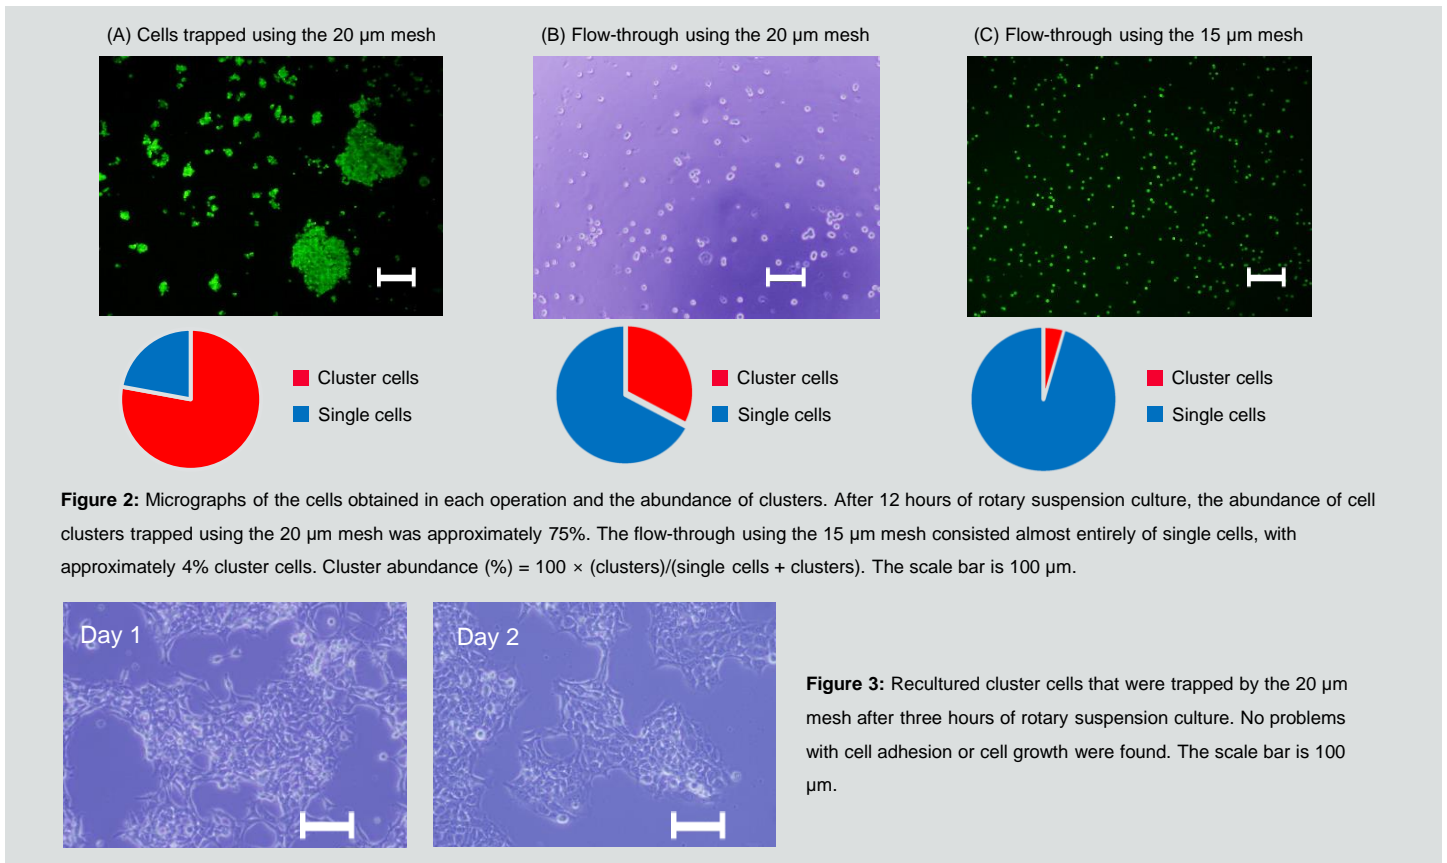 (A) Cells trapped using the 20 µm mesh
(B) Flow-through using the 20 µm mesh
(C) Flow-through using the 15 µm mesh
Cluster cells
Single cells
Cluster cells
Single cells
Cluster cells
Single cells
Figure 2: Micrographs of the cells obtained in each operation and the abundance of clusters. After 12 hours of rotary suspension culture, the abundance of cell
clusters trapped using the 20 µm mesh was approximately 75%. The flow-through using the 15 µm mesh consisted almost entirely of single cells, with
approximately 4% cluster cells. Cluster abundance (%) = 100 × (clusters)/(single cells + clusters). The scale bar is 100 µm.
Day 1
Day 2
Figure 3: Recultured cluster cells that were trapped by the 20 µm
mesh after three hours of rotary suspension culture. No problems
with cell adhesion or cell growth were found. The scale bar is 100
µm.